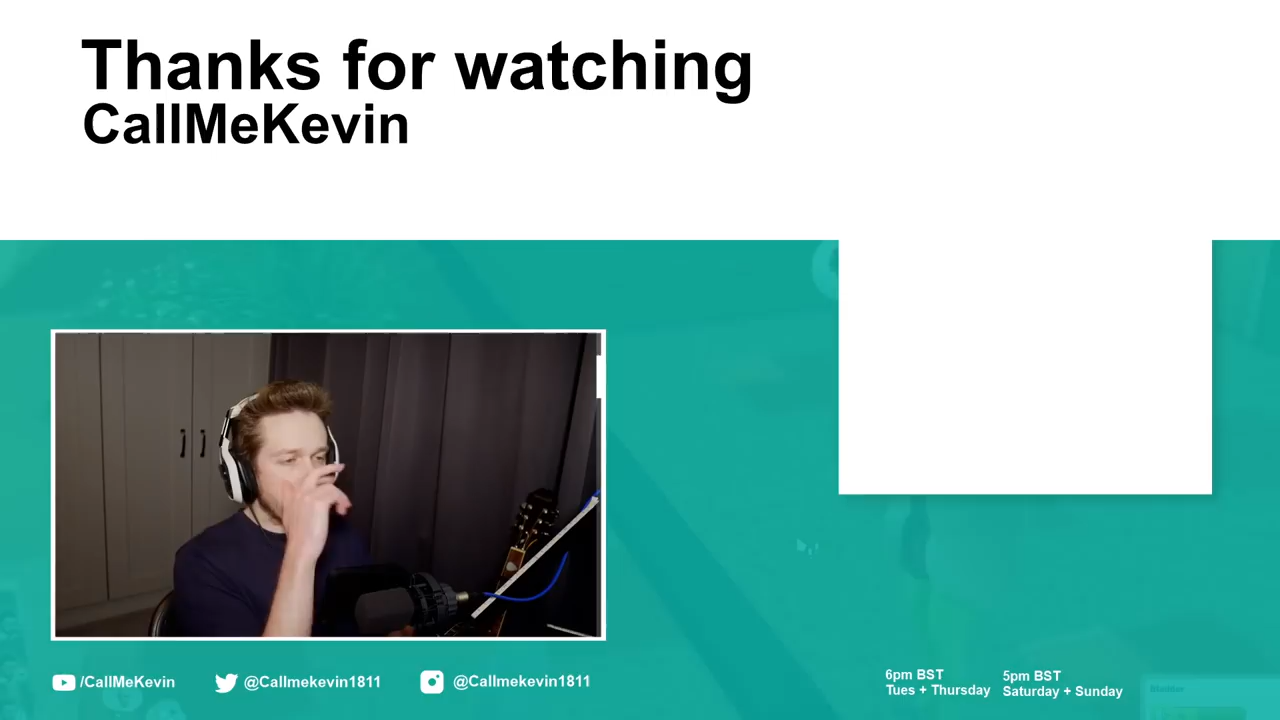 Thanks for watching
CallMeKevin
/CallMeKevin
@Callmekevin1811
@Callmekevin1811
6pm BST
Tues + Thursday
5pm BST
Saturday + Sunday